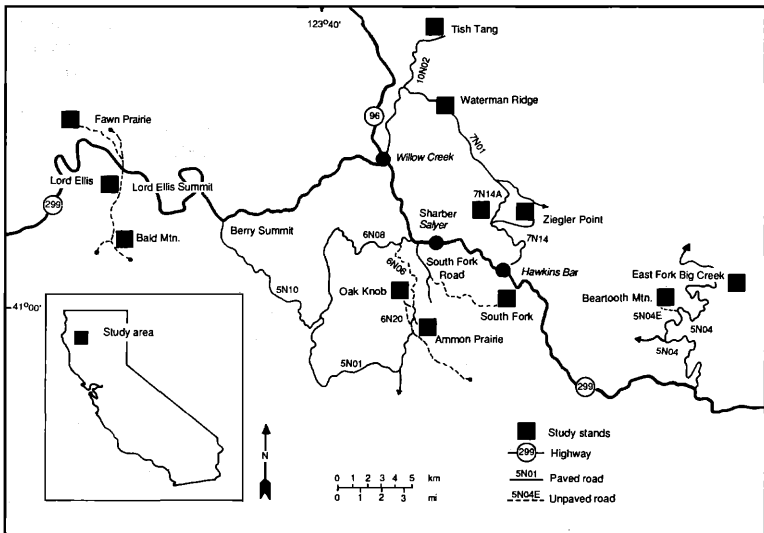 123°40'
Tish Tang
10N02
Waterman Ridge
96
Fawn Prairie
7N01
Willow Creek
Lord Ellis
Lord Ellis Summit
7N14A
299
Sharber
Salyer
Ziegler Point
Bald Mtn.
Berry Summit
6N08
7N14
6N06
South Fork
Road
Hawkins Bar
East Fork Big Creek
5N10
Oak Knob
Beartooth Mtn.
41°00'
South Fork
5N04E
6N20
5N04
Study area
Ammon Prairie
5N04
5N01
299
Study stands
N
299
Highway
0 1 2 3 4 5 km
5N01
Paved road
0 1 2 3 mi
5N04E
Unpaved road